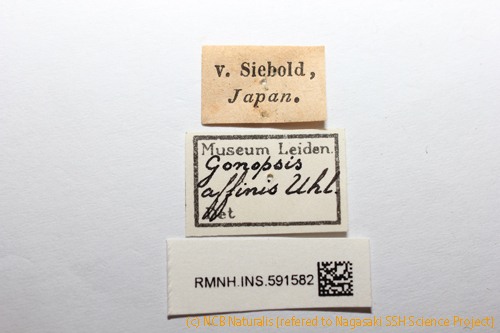 v. Siebold,
Japan.
Museum Leiden.
Gonopsis
affinis Uhl.
Det
RMNH.INS.591582
(c) NCB Naturalis (refered to Nagasaki SSH Science Project)